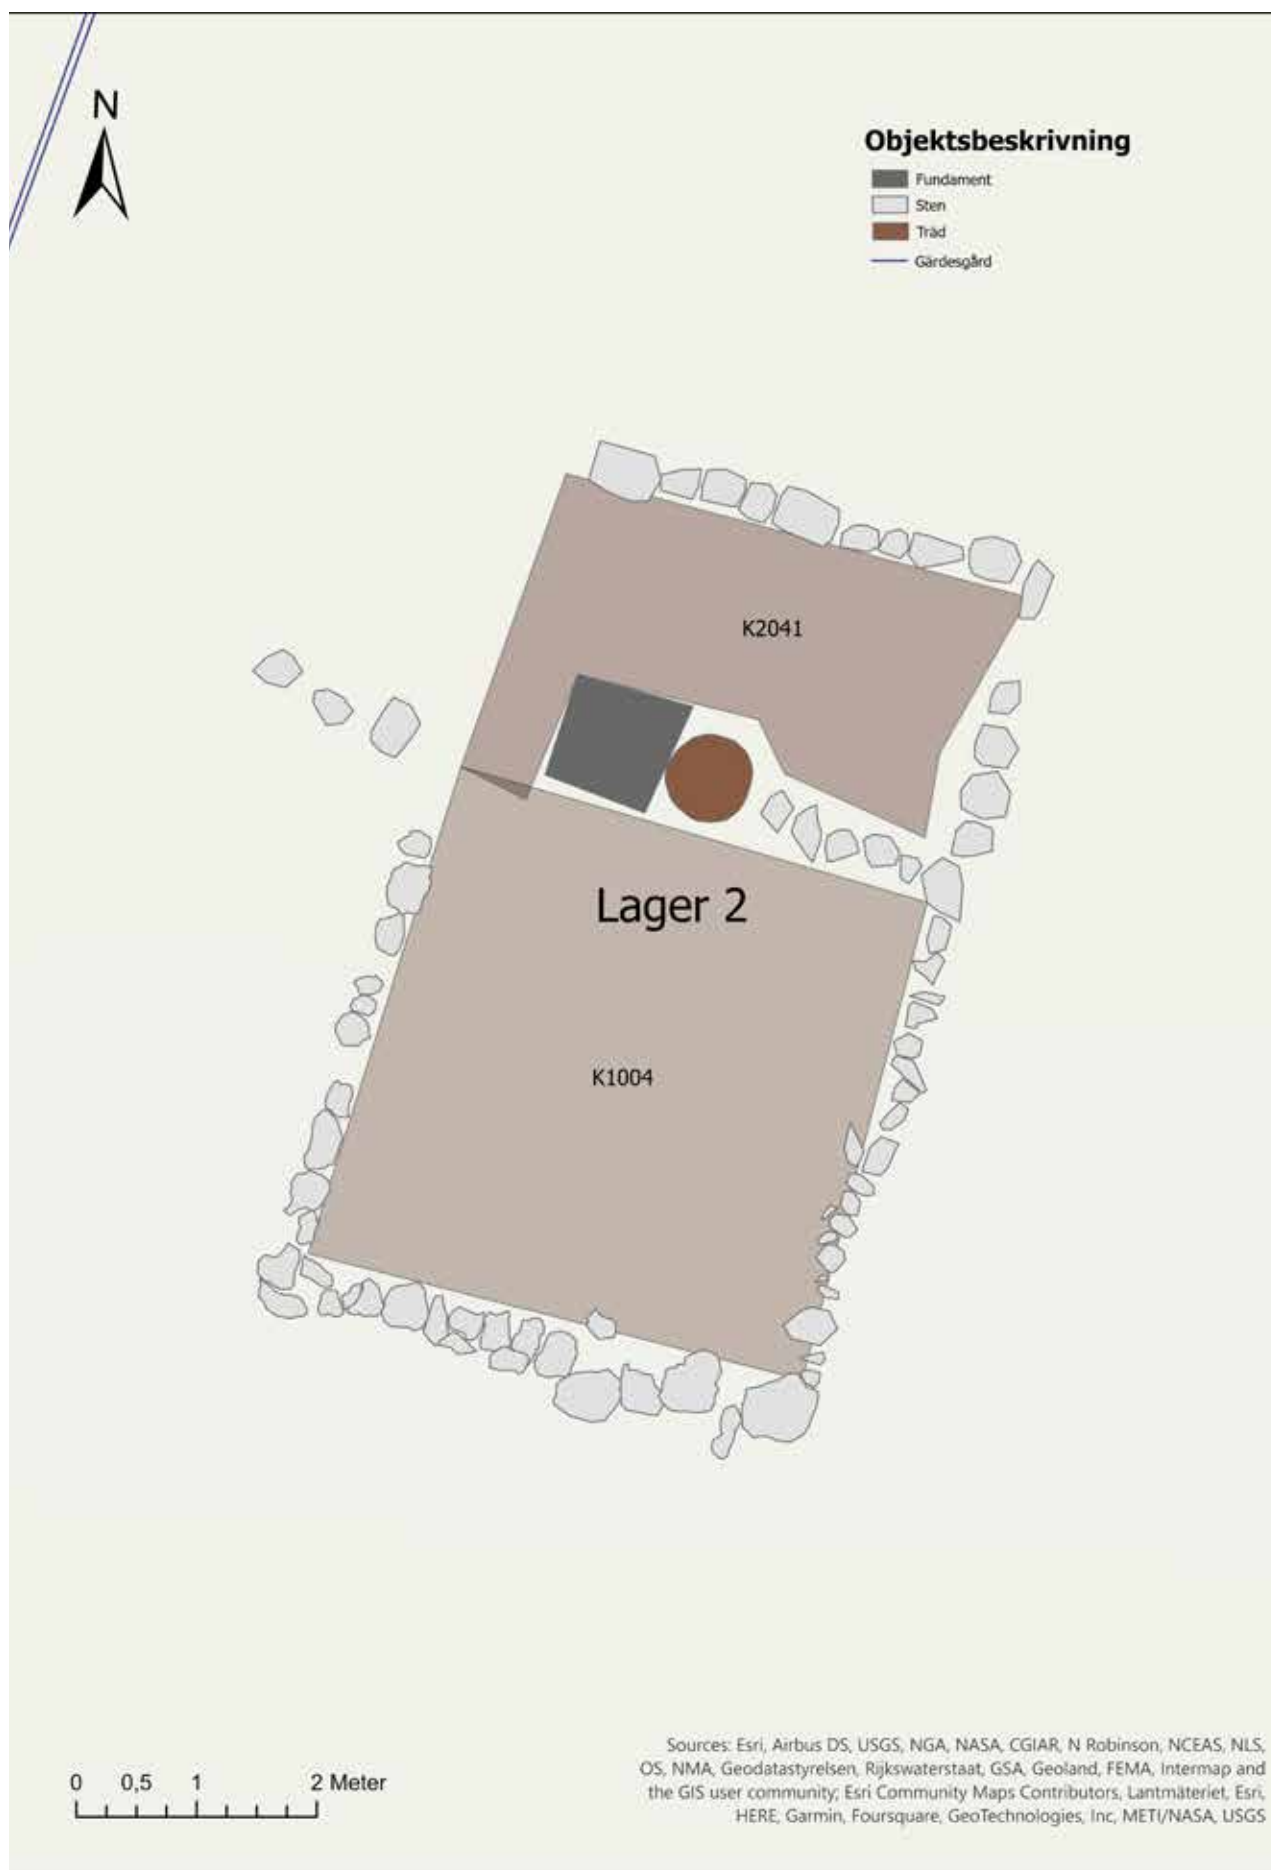 N
Objektsbeskrivning
Fundament
Sten
Träd
Gärdesgård
K2041
Lager 2
K1004
0 0,5 1 2 Meter
Sources: Esri, Airbus DS, USGS, NGA, NASA, CGIAR, N Robinson, NCEAS, NLS,
OS, NMA, Geodatastyrelsen, Rijkswaterstaat, GSA, Geoland, FEMA, Intermap and
the GIS user community; Esri Community Maps Contributors, Lantmäteriet, Esri,
HERE, Garmin, Foursquare, GeoTechnologies, Inc, METI/NASA, USGS